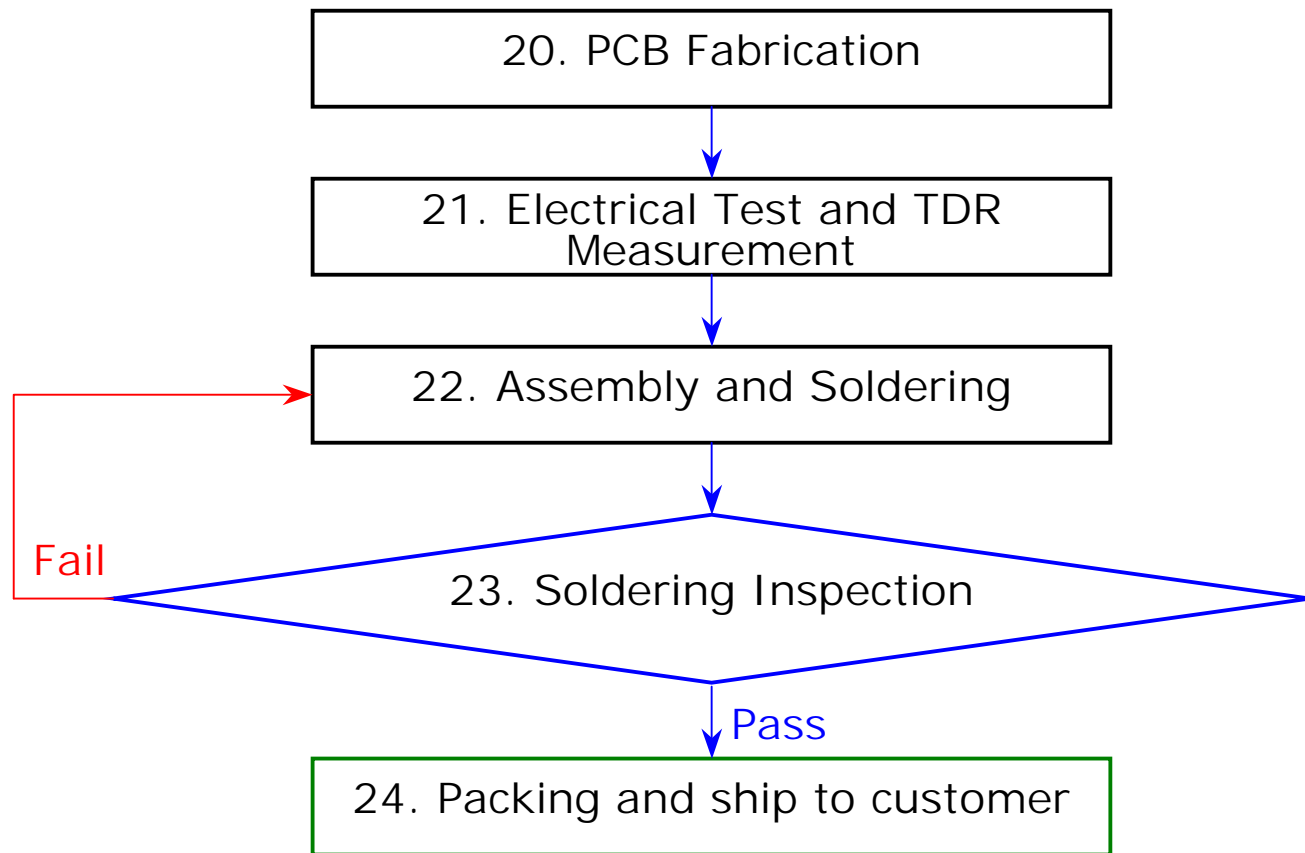 20. PCB Fabrication
21. Electrical Test and TDR
Measurement
22. Assembly and Soldering
Fail
23. Soldering Inspection
Pass
24. Packing and ship to customer